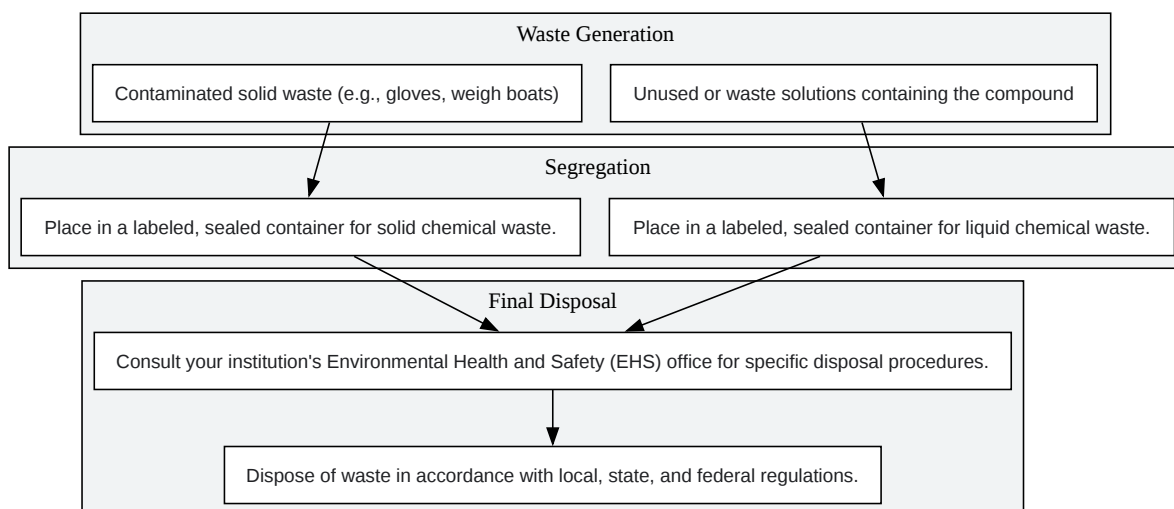 Waste Generation
Contaminated solid waste (e.g., gloves, weigh boats)
Unused or waste solutions containing the compound
Segregation
Place in a labeled, sealed container for solid chemical waste.
Place in a labeled, sealed container for liquid chemical waste.
Final Disposal
Consult your institution's Environmental Health and Safety (EHS) office for specific disposal procedures.
Dispose of waste in accordance with local, state, and federal regulations.